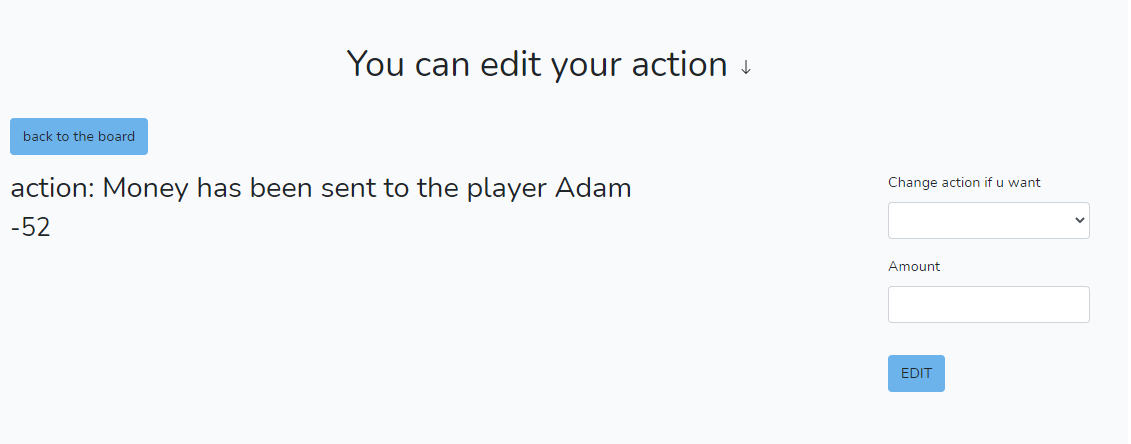 You can edit your action ↓
back to the board
action: Money has been sent to the player Adam
-52
Change action if u want
Amount
EDIT